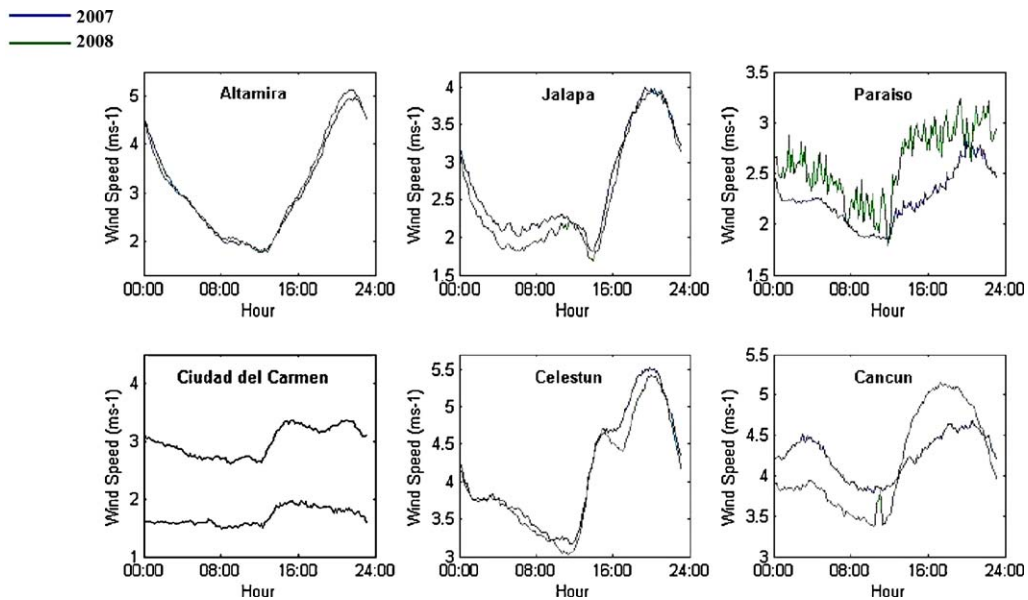 2007
2008
Altamira
Wind Speed (ms-1)
5
4
3
2
00:00 08:00 16:00 24:00
Hour
Jalapa
Wind Speed (ms-1)
4
3.5
3
2.5
2
1.5
00:00 08:00 16:00 24:00
Hour
Paraiso
Wind Speed (ms-1)
3.5
3
2.5
2
1.5
00:00 08:00 16:00 24:00
Hour
Ciudad del Carmen
Wind Speed (ms-1)
4
3
2
1
00:00 08:00 16:00 24:00
Hour
Celestun
Wind Speed (ms-1)
5.5
5
4.5
4
3.5
3
00:00 08:00 16:00 24:00
Hour
Cancun
Wind Speed (ms-1)
5.5
5
4.5
4
3.5
3
00:00 08:00 16:00 24:00
Hour